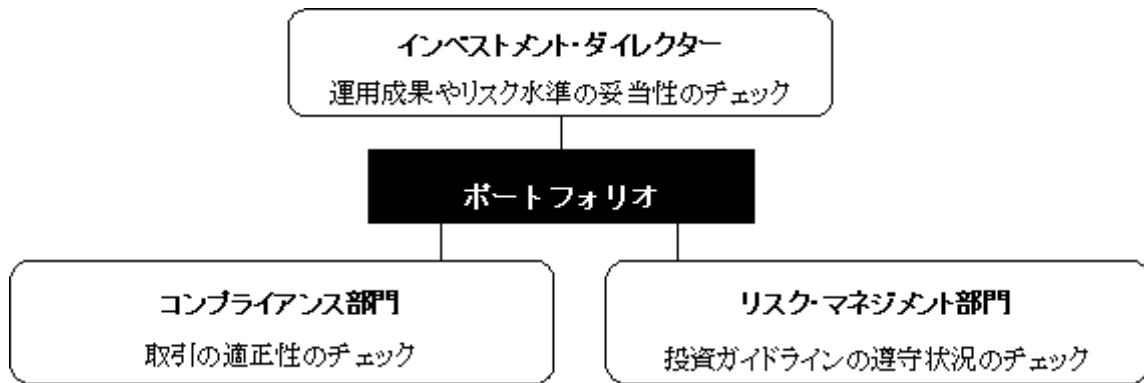 インベストメント・ダイレクター
運用成果やリスク水準の妥当性のチェック
ポートフォリオ
コンプライアンス部門
取引の適正性のチェック
リスク・マネジメント部門
投資ガイドラインの遵守状況のチェック